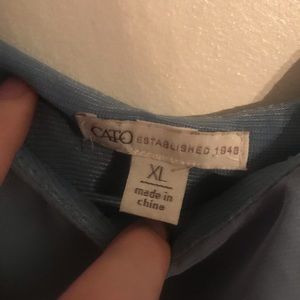 CATO ESTABLISHED 1946
XL
made in
china